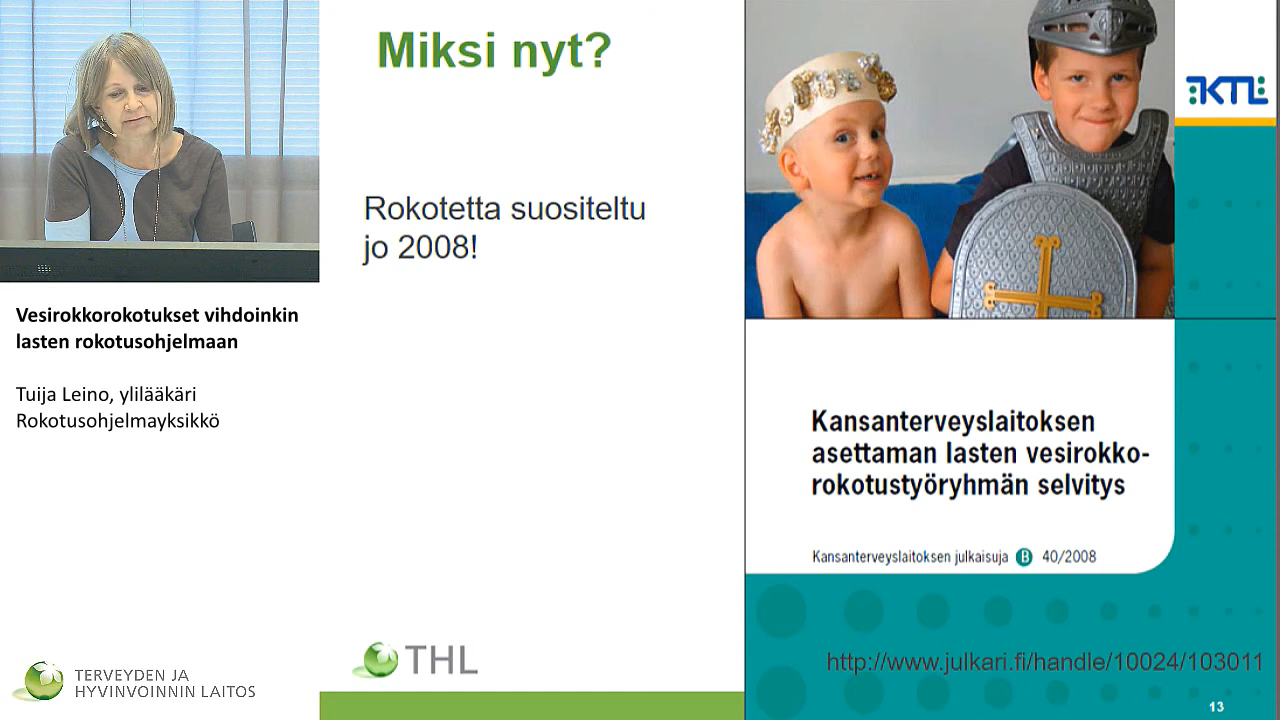 Vesirokkorokotukset vihdoinkin
lasten rokotusohjelmaan
Tuija Leino, ylilääkäri
Rokotusohjelmayksikkö
TERVEYDEN JA
HYVINVOINNIN LAITOS
Miksi nyt?
Rokotetta suositeltu
jo 2008!
THL
KTL
Kansanterveyslaitoksen
asettaman lasten vesirokko-
rokotustyöryhmän selvitys
Kansanterveyslaitoksen julkaisuja B 40/2008
http://www.julkari.fi/handle/10024/103011
13